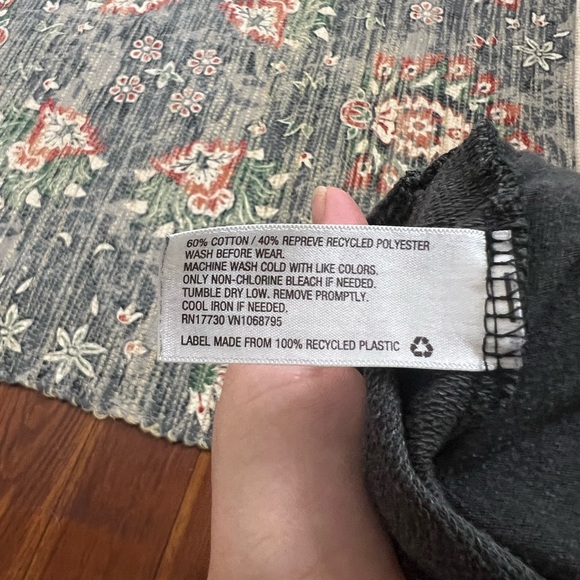 60% COTTON / 40% REPREVE RECYCLED POLYESTER
WASH BEFORE WEAR.
MACHINE WASH COLD WITH LIKE COLORS.
ONLY NON-CHLORINE BLEACH IF NEEDED.
TUMBLE DRY LOW. REMOVE PROMPTLY.
COOL IRON IF NEEDED.
RN17730 VN1068795
LABEL MADE FROM 100% RECYCLED PLASTIC